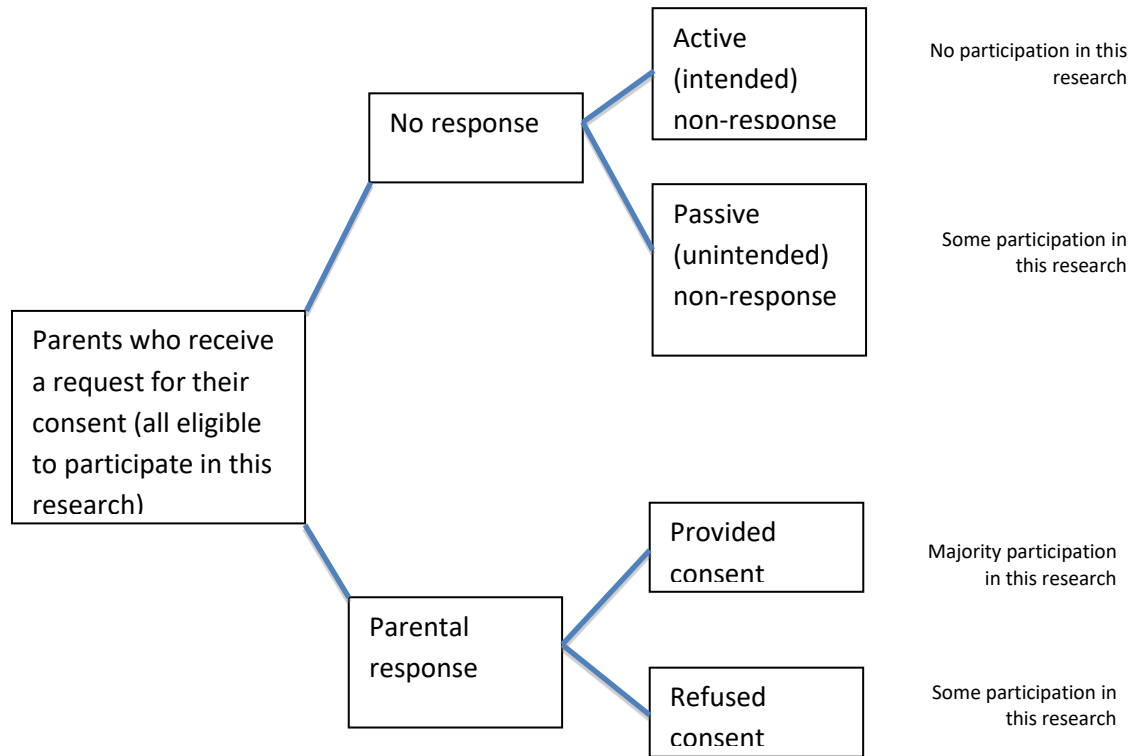 Active
(intended)
non-response
No participation in this
research
No response
Passive
(unintended)
non-response
Some participation in
this research
Parents who receive
a request for their
consent (all eligible
to participate in this
research)
Provided
consent
Majority participation
in this research
Parental
response
Refused
consent
Some participation in
this research